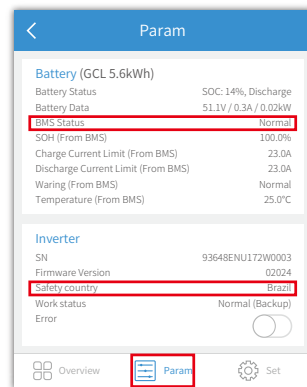 Param
Battery (GCL 5.6kWh)
Battery Status SOC: 14%, Discharge
Battery Data 51.1V / 0.3A / 0.02kW
BMS Status Normal
SOH (From BMS) 100.0%
Charge Current Limit (From BMS) 23.0A
Discharge Current Limit (From BMS) 23.0A
Waring (From BMS) Normal
Temperature (From BMS) 25.0°C
Inverter
SN 93648ENU172W0003
Firmware Version 02024
Safety country Brazil
Work status Normal (Backup)
Error
Overview Param Set